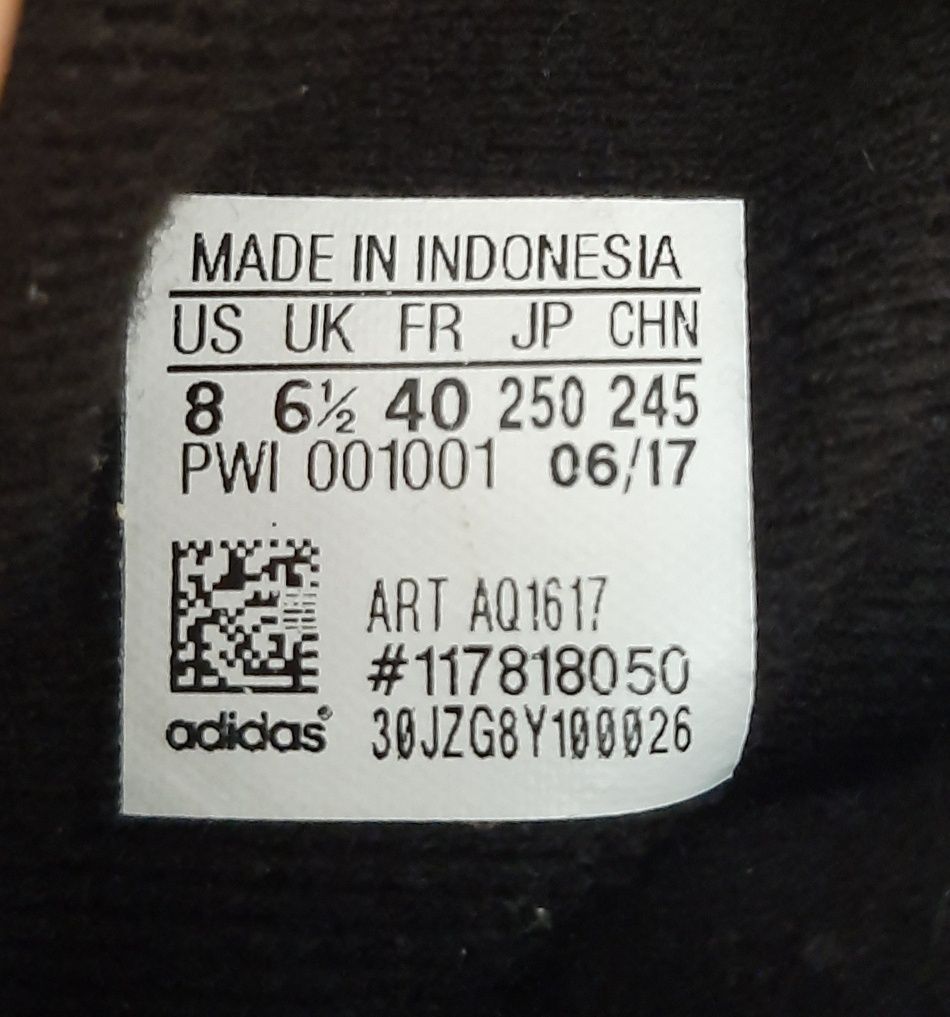 MADE IN INDONESIA
US UK FR JP CHN
8 6½ 40 250 245
PWI 001001 06/17
ART AQ1617
#117818050
adidas® 30JZG8Y100026